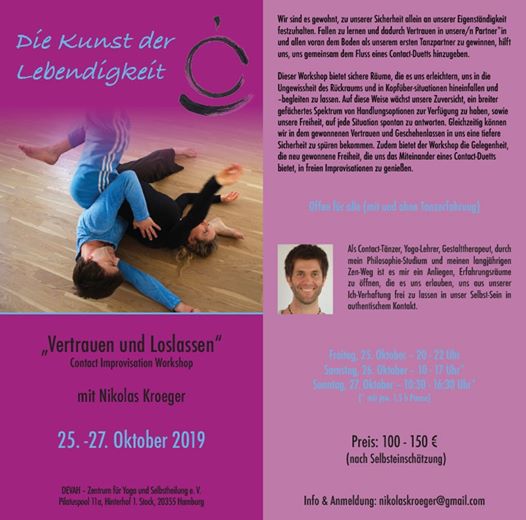 Die Kunst der
Lebendigkeit
„Vertrauen und Loslassen“
Contact Improvisation Workshop
mit Nikolas Kroeger
25. -27. Oktober 2019
DEVAH – Zentrum für Yoga und Selbstheilung e. V.
Pilatuspool 11a, Hinterhof 1. Stock, 20355 Hamburg
Wir sind es gewohnt, zu unserer Sicherheit allein an unserer Eigenständigkeit
festzuhalten. Fallen zu lernen und dadurch Vertrauen in unsere/n Partner*in
und allen voran dem Boden als unserem ersten Tanzpartner zu gewinnen, hilft
uns, uns gemeinsam dem Fluss eines Contact-Duetts hinzugeben.
Dieser Workshop bietet sichere Räume, die es uns erleichtern, uns in die
Ungewissheit des Rückraums und in Kopfüber-situationen hineinfallen und
–begleiten zu lassen. Auf diese Weise wächst unsere Zuversicht, ein breiter
gefächertes Spektrum von Handlungsoptionen zur Verfügung zu haben, sowie
unsere Freiheit, auf jede Situation spontan zu antworten. Gleichzeitig können
wir in dem gewonnenen Vertrauen und Geschehenlassen in uns eine tiefere
Sicherheit zu spüren bekommen. Zudem bietet der Workshop die Gelegenheit,
die neu gewonnene Freiheit, die uns das Miteinander eines Contact-Duetts
bietet, in freien Improvisationen zu genießen.
Offen für alle (mit und ohne Tanzerfahrung)
Als Contact-Tänzer, Yoga-Lehrer, Gestalttherapeut, durch
mein Philosophie-Studium und meinen langjährigen
Zen-Weg ist es mir ein Anliegen, Erfahrungsräume
zu öffnen, die es uns erlauben, uns aus unserer
Ich-Verhaftung frei zu lassen in unser Selbst-Sein in
authentischem Kontakt.
Freitag, 25. Oktober – 20 - 22 Uhr
Samstag, 26. Oktober – 10 - 17 Uhr*
Sonntag, 27. Oktober – 10:30 - 16:30 Uhr*
(* mit jew. 1,5 h Pause)
Preis: 100 - 150 €
(nach Selbsteinschätzung)
Info & Anmeldung: nikolaskroeger@gmail.com